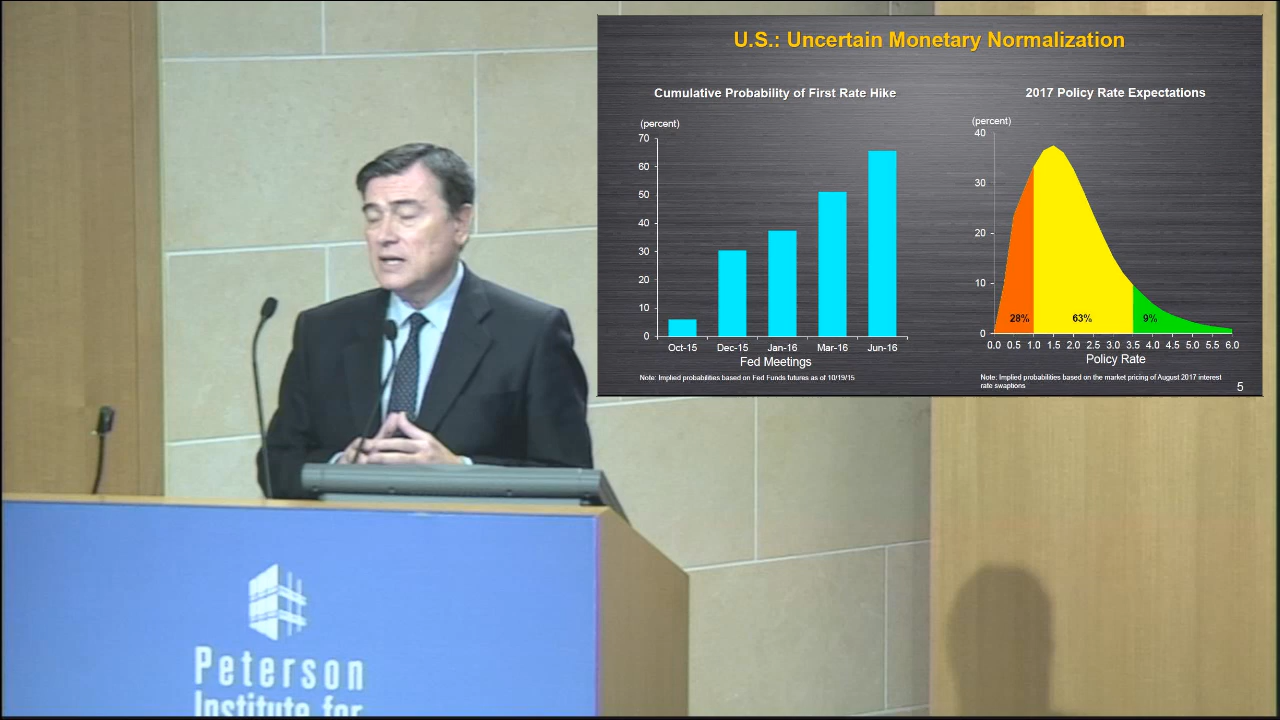 U.S.: Uncertain Monetary Normalization
Cumulative Probability of First Rate Hike
(percent)
70
60
50
40
30
20
10
0
Oct-15 Dec-15 Jan-16 Mar-16 Jun-16
Fed Meetings
Note: Implied probabilities based on Fed Funds futures as of 10/19/15
2017 Policy Rate Expectations
(percent)
40
30
20
10
0
28% 63% 9%
0.0 0.5 1.0 1.5 2.0 2.5 3.0 3.5 4.0 4.5 5.0 5.5 6.0
Policy Rate
Note: Implied probabilities based on the market pricing of August 2017 interest
rate swaptions
5
Peterson
Institute for